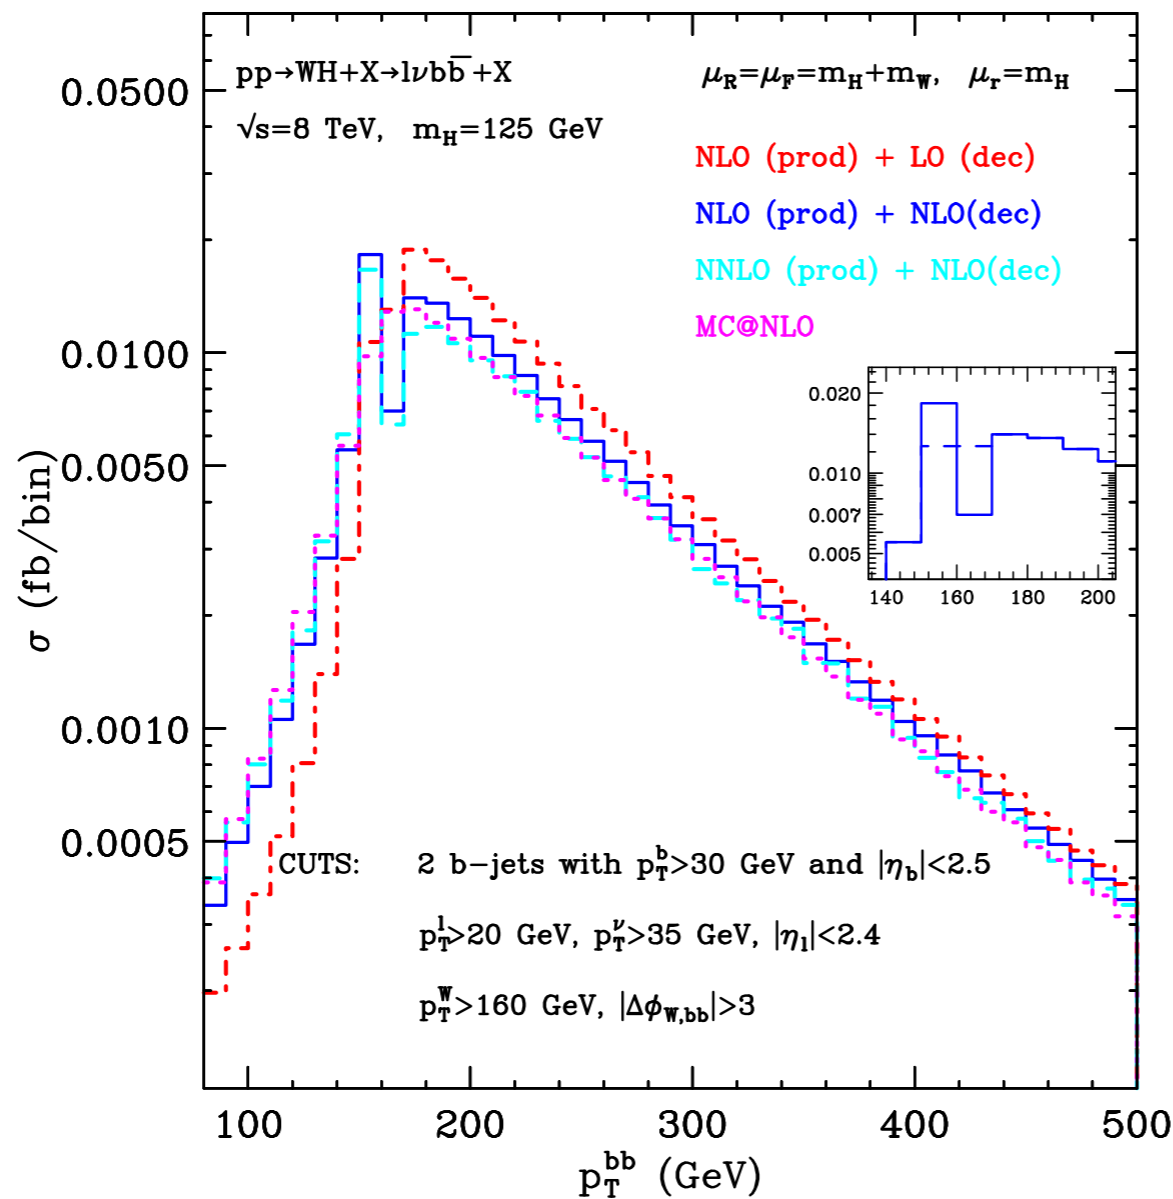 pp→WH+X→lνbb̅+X
μ_R=μ_F=m_H+m_W, μ_r=m_H
√s=8 TeV, m_H=125 GeV
NLO (prod) + LO (dec)
NLO (prod) + NLO(dec)
NNLO (prod) + NLO(dec)
MC@NLO
0.0500
0.0100
0.0050
0.0010
0.0005
σ (fb/bin)
0.020
0.010
0.007
0.005
140 160 180 200
CUTS: 2 b-jets with p_T^b>30 GeV and |η_b|<2.5
p_T^l>20 GeV, p_T^ν>35 GeV, |η_l|<2.4
p_T^W>160 GeV, |Δϕ_W,bb|>3
100 200 300 400 500
p_T^bb (GeV)